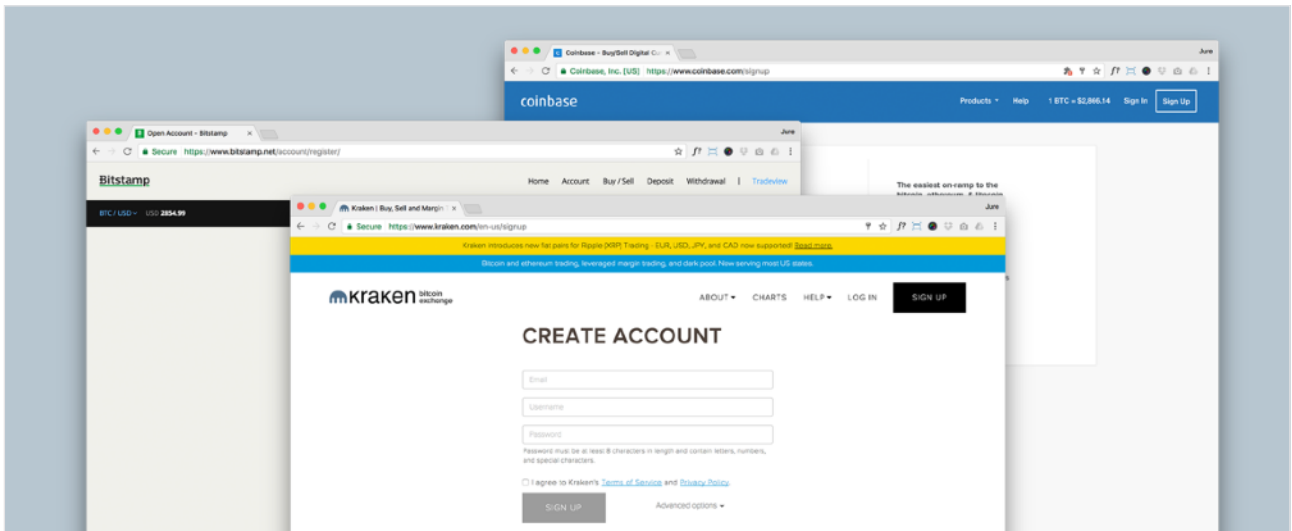 Coinbase - Buy/Sell Digital Cur
Jure
Coinbase, Inc. [US] https://www.coinbase.com/signup
coinbase
Products Help 1 BTC = $2,866.14 Sign In Sign Up
The easiest on-ramp to the
bitcoin, ethereum, & litecoin
Open Account - Bitstamp
Jure
Secure https://www.bitstamp.net/account/register/
Bitstamp
Home Account Buy / Sell Deposit Withdrawal | Tradeview
BTC / USD USD 2854.99
Kraken | Buy, Sell and Margin
Jure
Secure https://www.kraken.com/en-us/signup
Kraken introduces new fiat pairs for Ripple (XRP) Trading - EUR, USD, JPY, and CAD now supported! Read more.
Bitcoin and ethereum trading, leveraged margin trading, and dark pool. Now serving most US states.
kraken bitcoin exchange
ABOUT CHARTS HELP LOG IN SIGN UP
CREATE ACCOUNT
Email
Username
Password
Password must be at least 8 characters in length and contain letters, numbers,
and special characters.
I agree to Kraken's Terms of Service and Privacy Policy.
SIGN UP
Advanced options